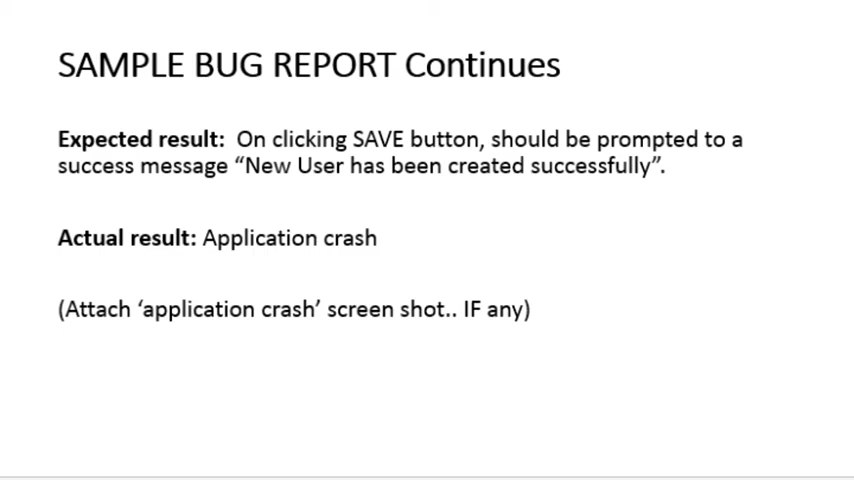 SAMPLE BUG REPORT Continues
Expected result:  On clicking SAVE button, should be prompted to a
success message “New User has been created successfully”.
Actual result: Application crash
(Attach ‘application crash’ screen shot.. IF any)